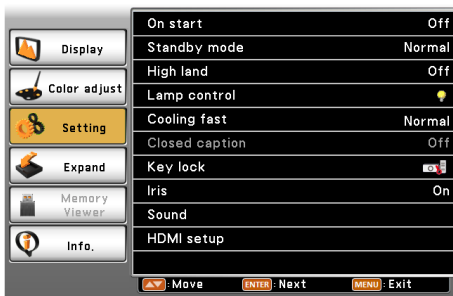 Display
Color adjust
Setting
Expand
Memory
Viewer
Info.
On start Off
Standby mode Normal
High land Off
Lamp control
Cooling fast Normal
Closed caption Off
Key lock
Iris On
Sound
HDMI setup
:Move ENTER :Next MENU :Exit